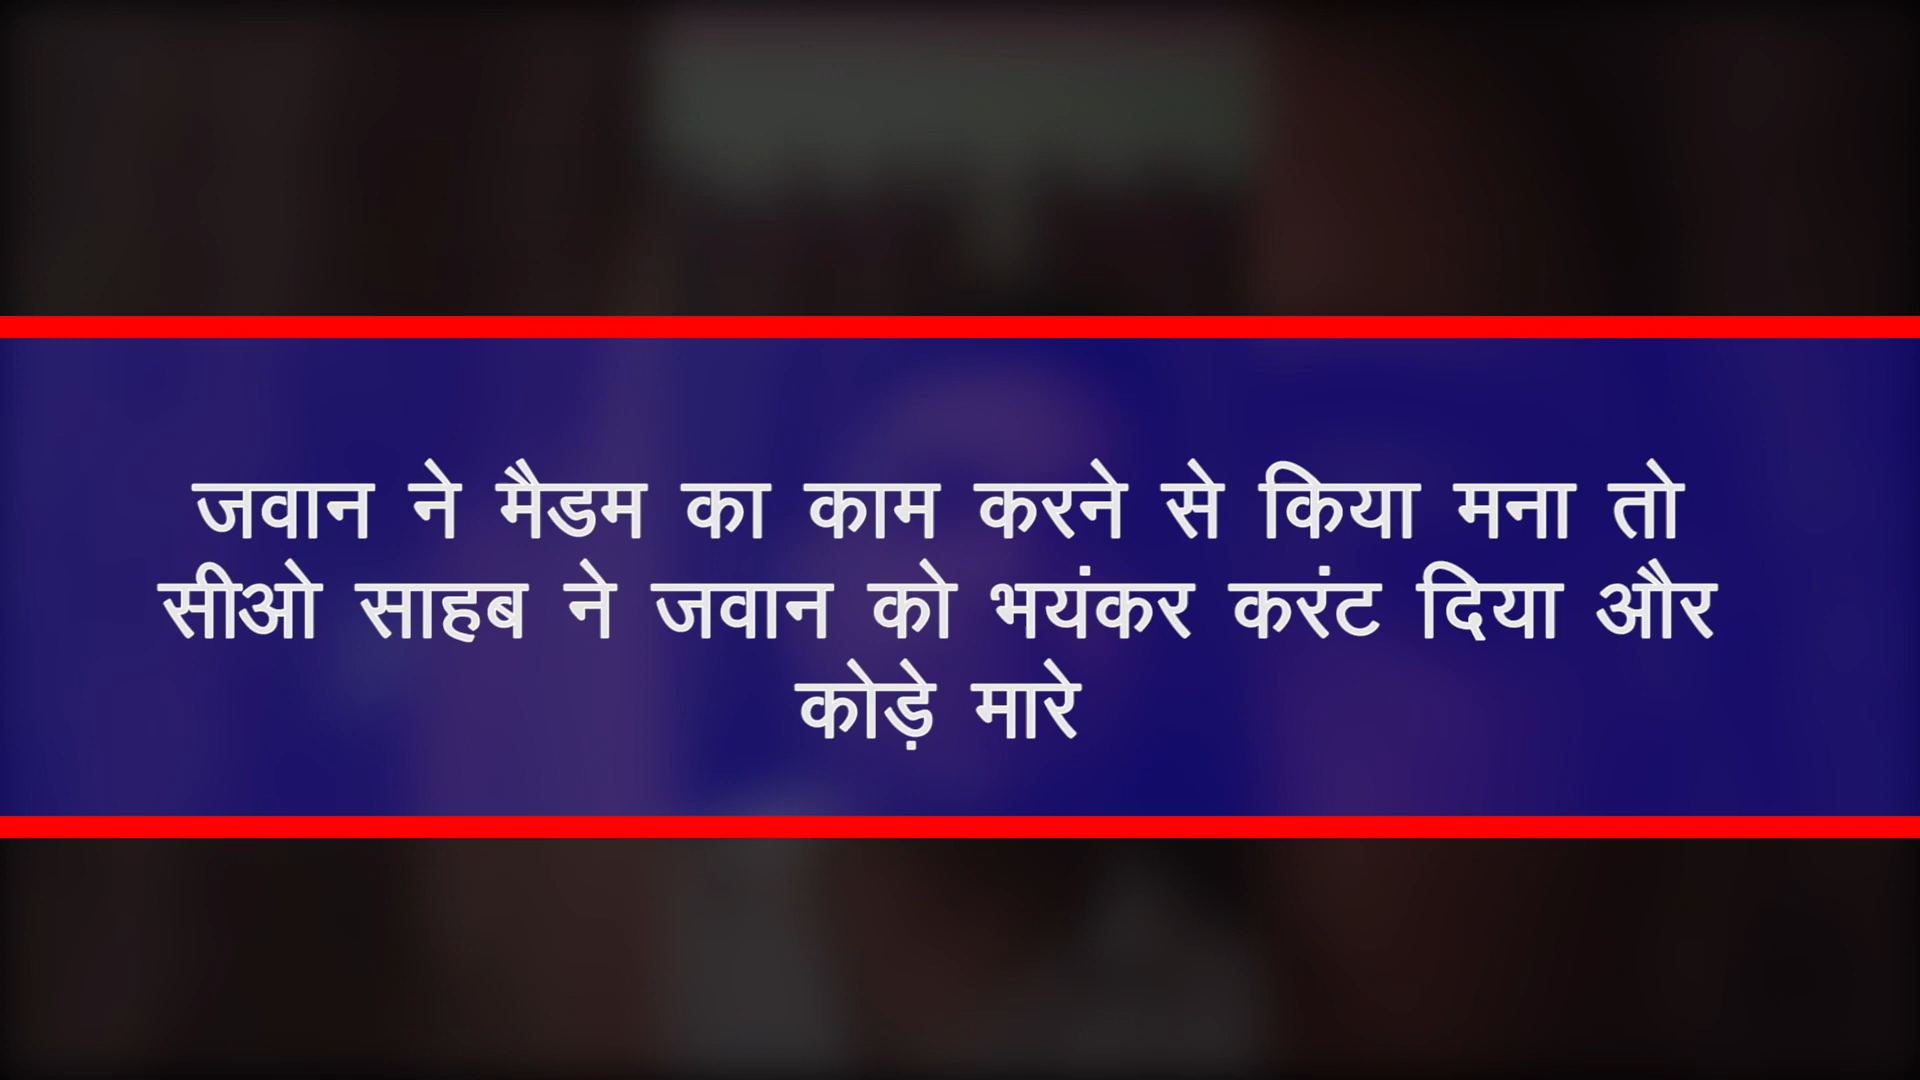 जवान ने मैडम का काम करने से किया मना तो
सीओ साहब ने जवान को भयंकर करंट दिया और
कोड़े मारे